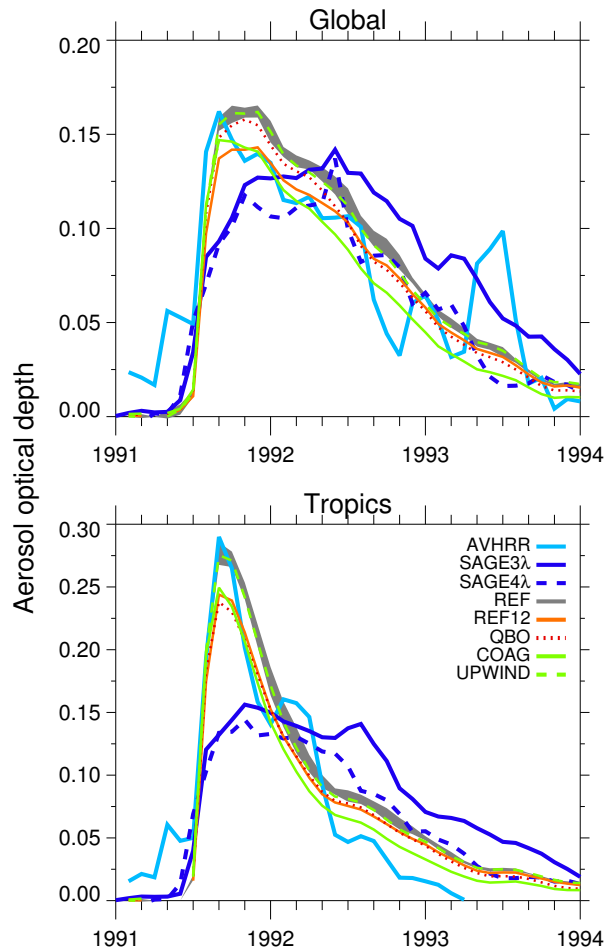 Global
0.20
0.15
0.10
0.05
0.00
1991 1992 1993 1994
Aerosol optical depth
Tropics
0.30
0.25
0.20
0.15
0.10
0.05
0.00
AVHRR
SAGE3λ
SAGE4λ
REF
REF12
QBO
COAG
UPWIND
1991 1992 1993 1994